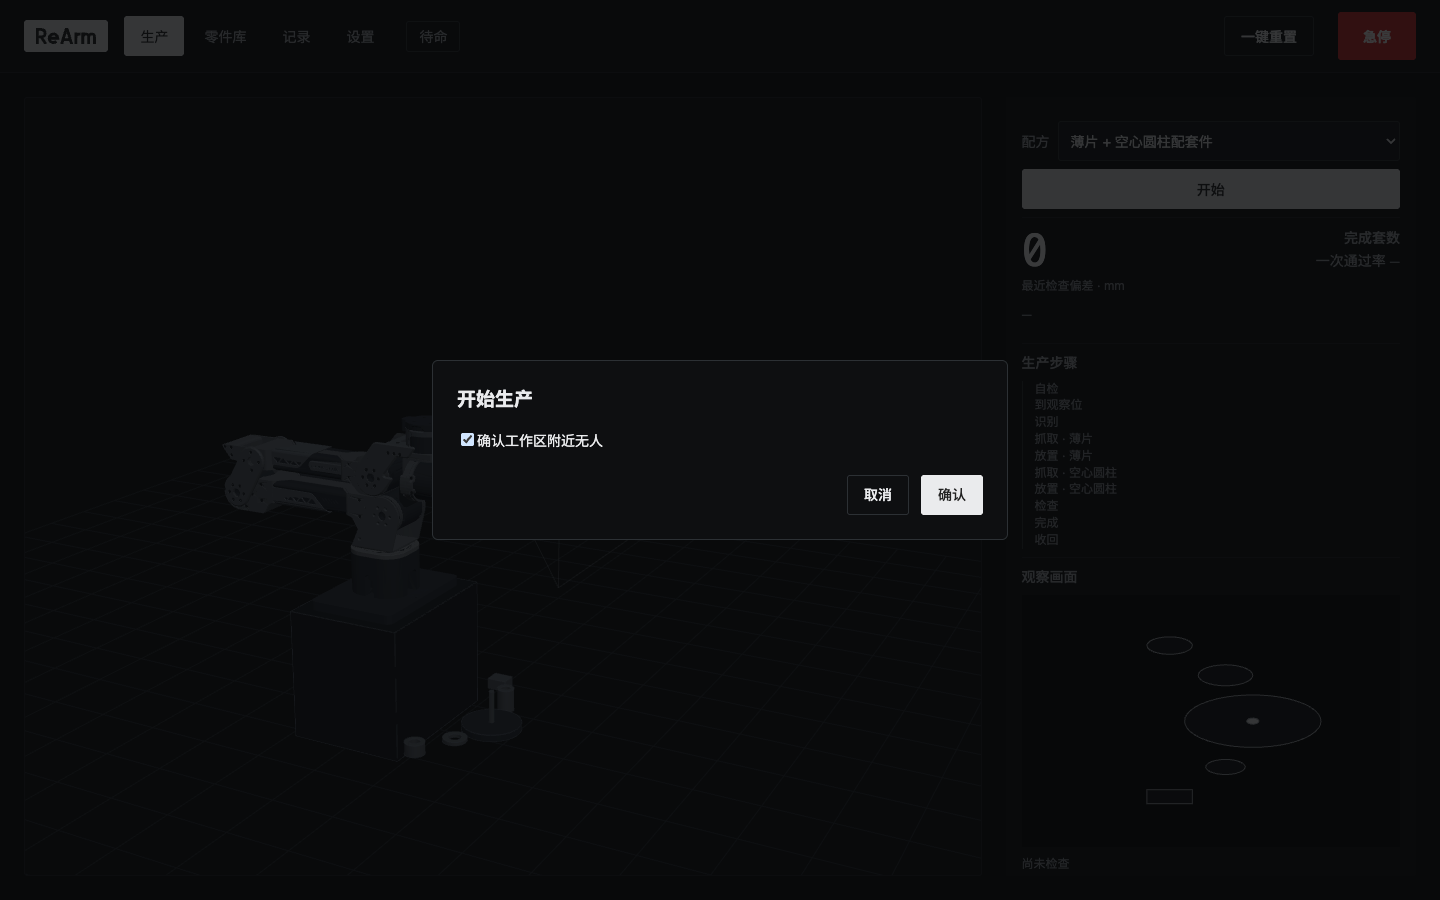 ReArm 生产 零件库 记录 设置 待命 一键重置 急停
配方 薄片 + 空心圆柱配套件
开始
0 完成套数
一次通过率 —
最近检查偏差 · mm
—
生产步骤
自检
到观察位
识别
抓取 · 薄片
放置 · 薄片
抓取 · 空心圆柱
放置 · 空心圆柱
检查
完成
收回
观察画面
尚未检查
开始生产
确认工作区附近无人
取消 确认